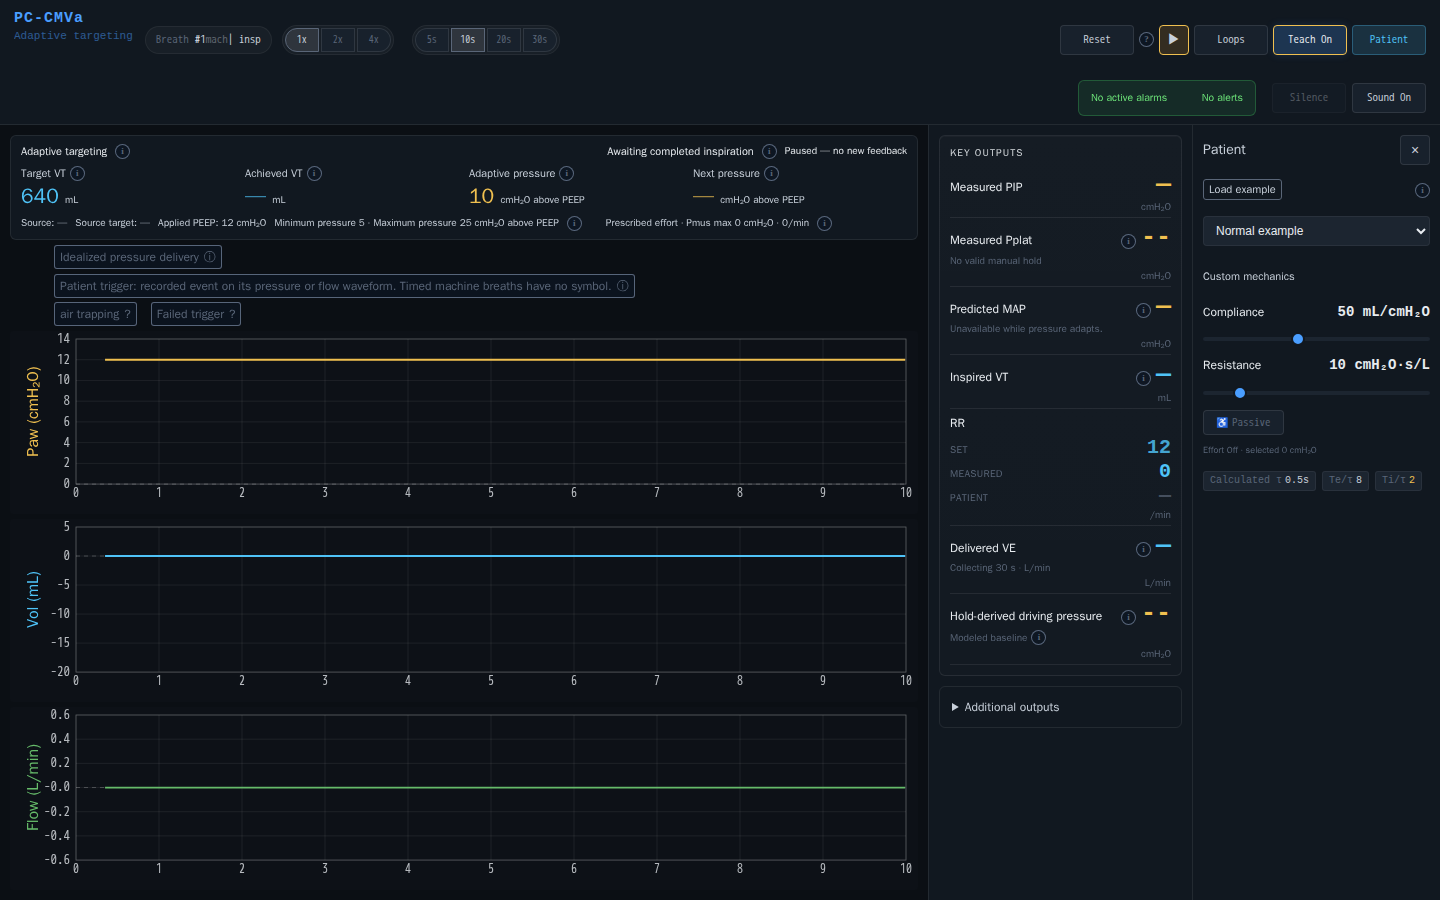 PC-CMVa
Adaptive targeting
Breath #1mach| insp
1x 2x 4x
5s 10s 20s 30s
Reset ? ▶ Loops Teach On Patient
No active alarms No alerts
Silence Sound On
Adaptive targeting ⓘ Awaiting completed inspiration ⓘ Paused — no new feedback
Target VT ⓘ Achieved VT ⓘ Adaptive pressure ⓘ Next pressure ⓘ
640 mL — mL 10 cmH₂O above PEEP — cmH₂O above PEEP
Source: — Source target: — Applied PEEP: 12 cmH₂O Minimum pressure 5 · Maximum pressure 25 cmH₂O above PEEP ⓘ Prescribed effort · Pmus max 0 cmH₂O · 0/min ⓘ
Idealized pressure delivery ⓘ
Patient trigger: recorded event on its pressure or flow waveform. Timed machine breaths have no symbol. ⓘ
air trapping ? Failed trigger ?
Paw (cmH₂O)
14
12
10
8
6
4
2
0
0 1 2 3 4 5 6 7 8 9 10
Vol (mL)
5
0
-5
-10
-15
-20
0 1 2 3 4 5 6 7 8 9 10
Flow (L/min)
0.6
0.4
0.2
-0.0
-0.2
-0.4
-0.6
0 1 2 3 4 5 6 7 8 9 10
KEY OUTPUTS
Measured PIP —
cmH₂O
Measured Pplat ⓘ --
No valid manual hold
cmH₂O
Predicted MAP ⓘ —
Unavailable while pressure adapts.
cmH₂O
Inspired VT ⓘ —
mL
RR
SET 12
MEASURED 0
PATIENT —
/min
Delivered VE ⓘ —
Collecting 30 s · L/min
L/min
Hold-derived driving pressure ⓘ --
Modeled baseline ⓘ
cmH₂O
▶ Additional outputs
Patient ×
Load example ⓘ
Normal example
Custom mechanics
Compliance 50 mL/cmH₂O
Resistance 10 cmH₂O·s/L
♿ Passive
Effort Off · selected 0 cmH₂O
Calculated τ 0.5s Te/τ 8 Ti/τ 2